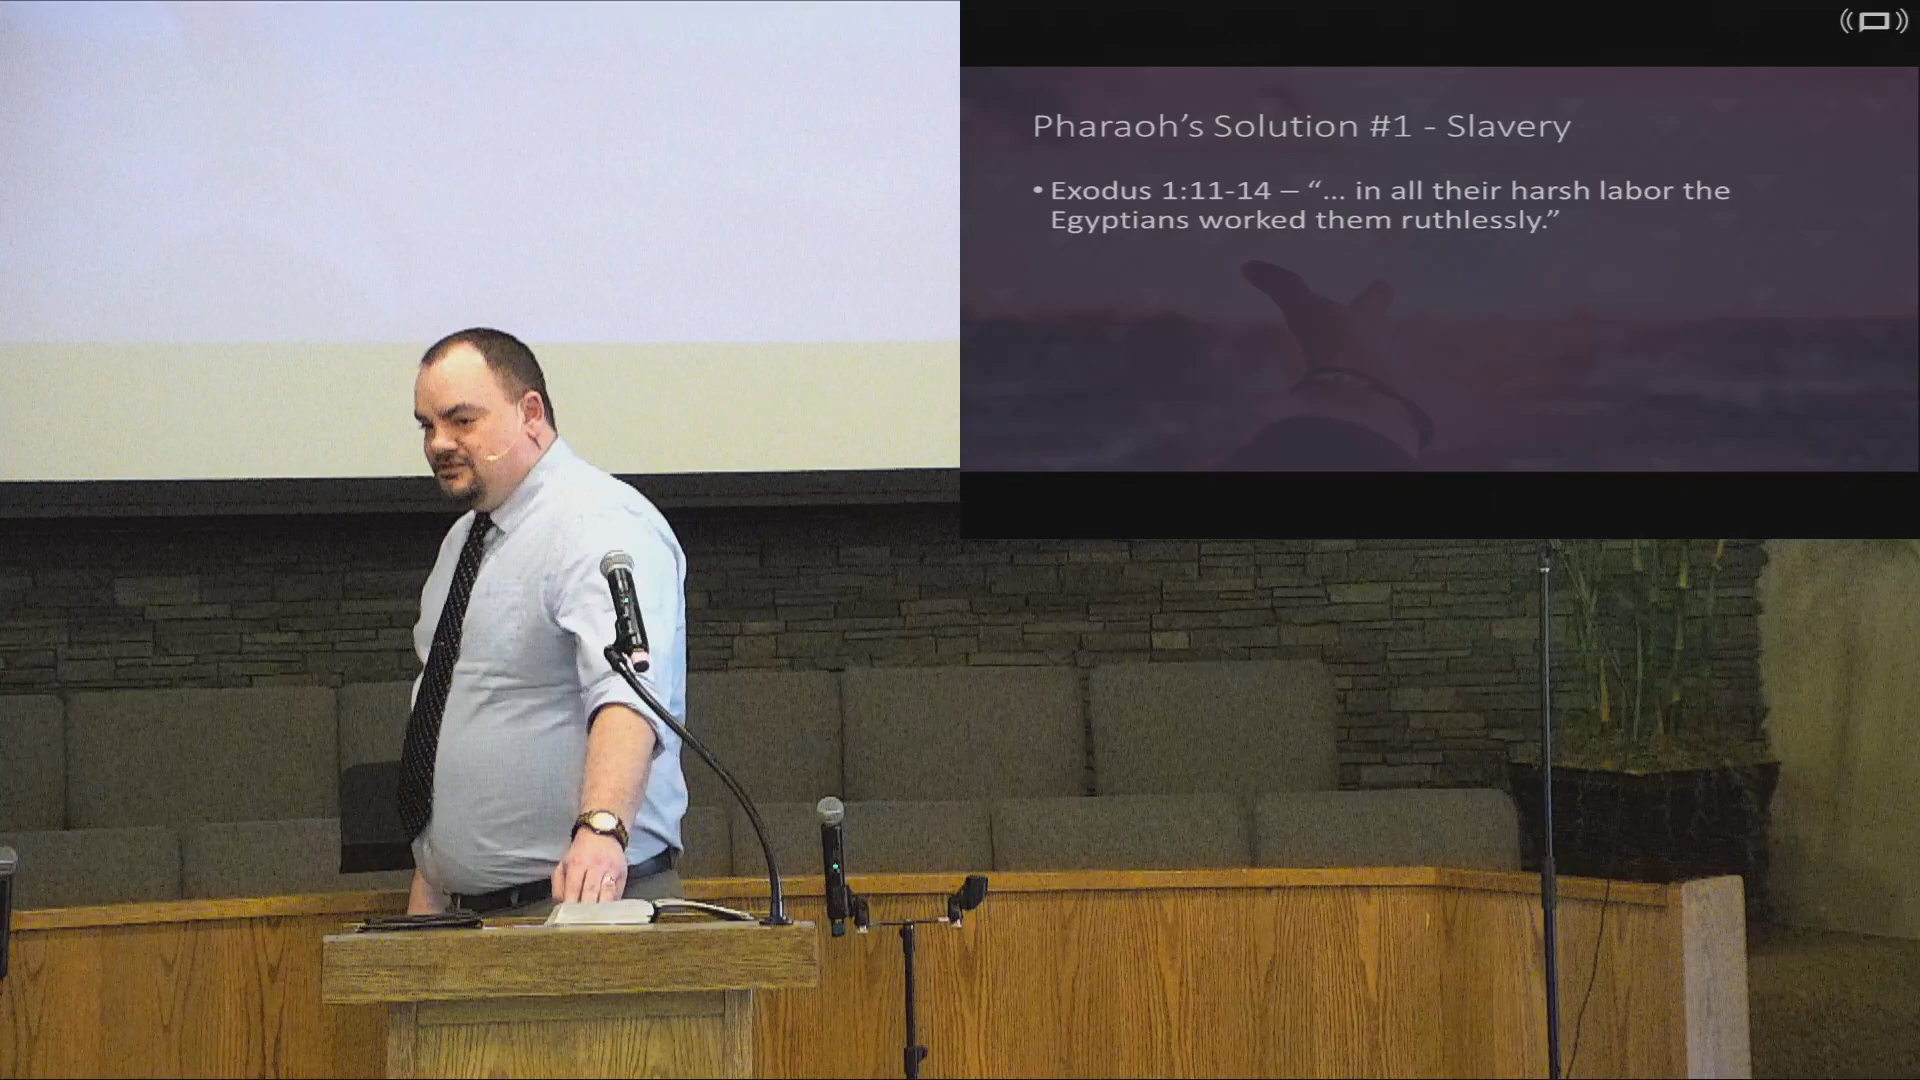 Pharaoh’s Solution #1 - Slavery
• Exodus 1:11-14 – “... in all their harsh labor the
Egyptians worked them ruthlessly.”